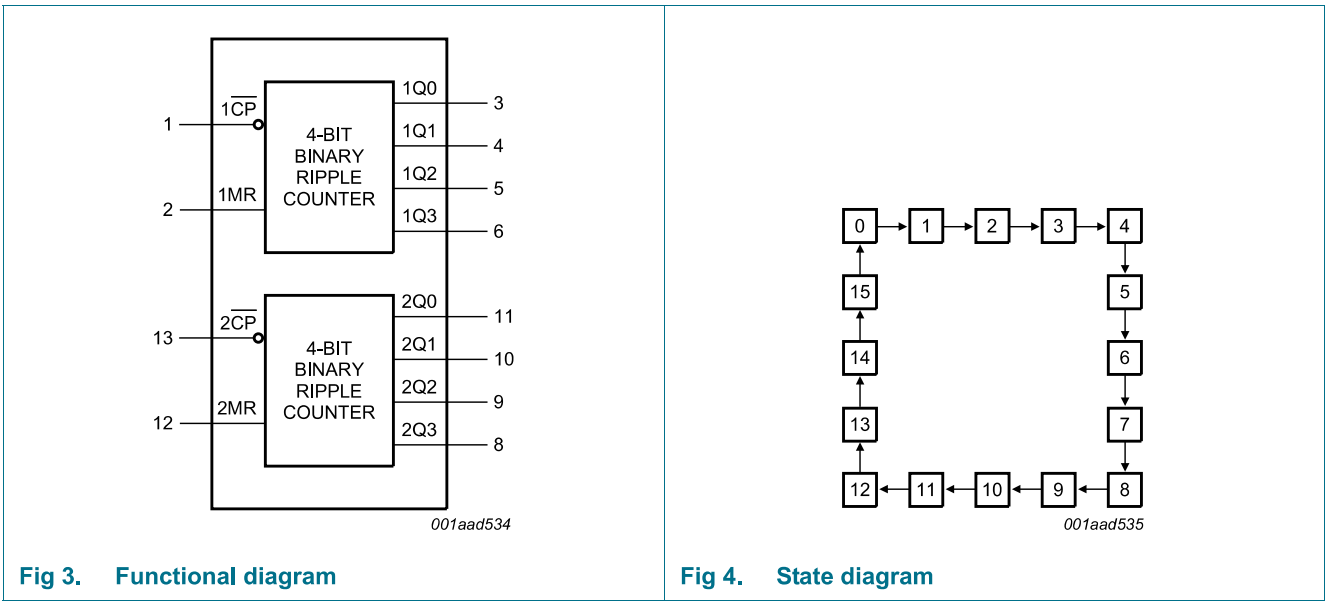 1
1C̅P̅
2
1MR
4-BIT
BINARY
RIPPLE
COUNTER
1Q0
3
1Q1
4
1Q2
5
1Q3
6
13
2C̅P̅
12
2MR
4-BIT
BINARY
RIPPLE
COUNTER
2Q0
11
2Q1
10
2Q2
9
2Q3
8
001aad534
Fig 3. Functional diagram
0 1 2 3 4
15 5
14 6
13 7
12 11 10 9 8
001aad535
Fig 4. State diagram